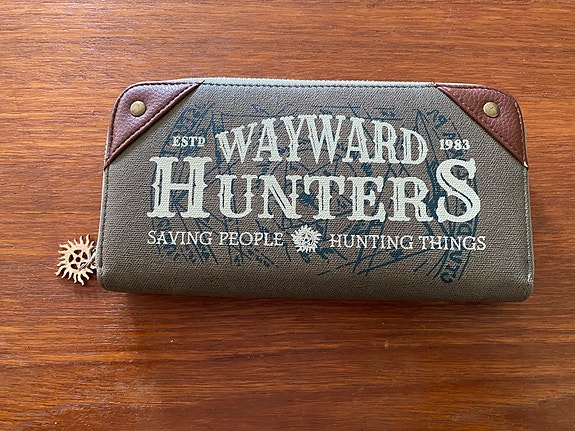 ESTD WAYWARD 1983
HUNTERS
SAVING PEOPLE HUNTING THINGS